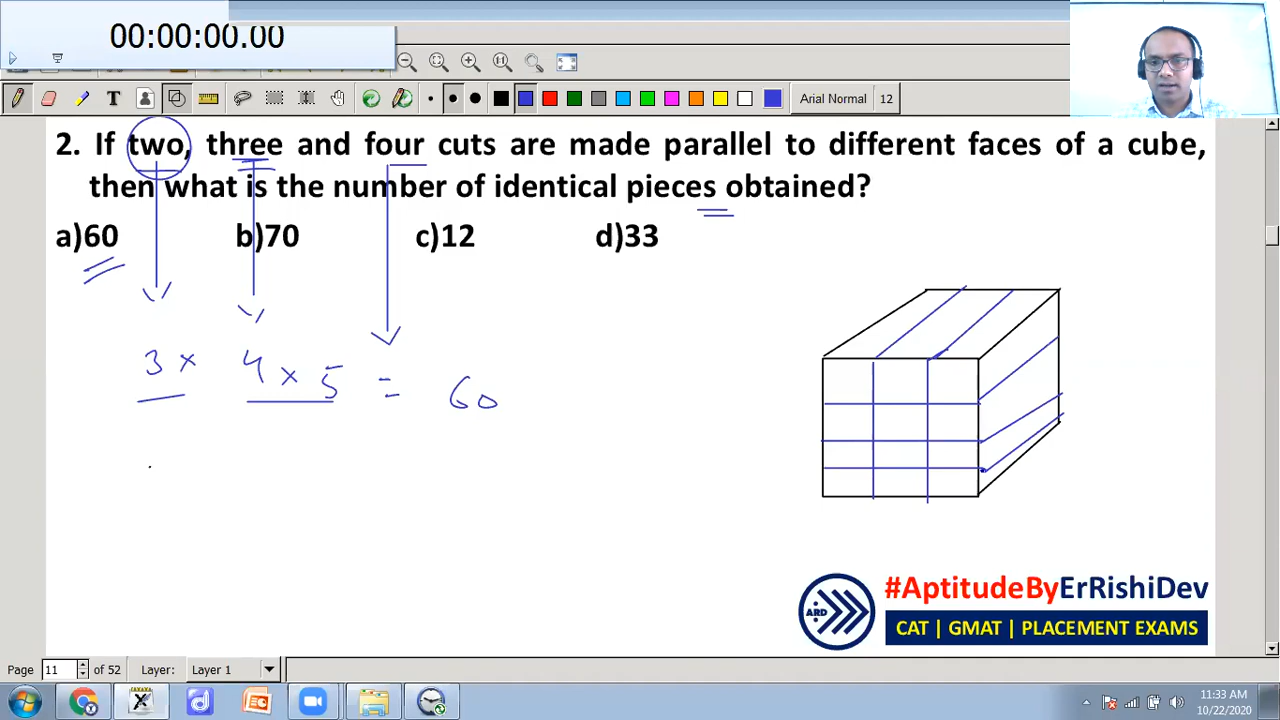 00:00:00.00
Arial Normal 12
2. If two, three and four cuts are made parallel to different faces of a cube,
then what is the number of identical pieces obtained?
a)60 b)70 c)12 d)33
3 × 4 × 5 = 60
ARD
#AptitudeByErRishiDev
CAT | GMAT | PLACEMENT EXAMS
Page 11 of 52 Layer: Layer 1
11:33 AM
10/22/2020